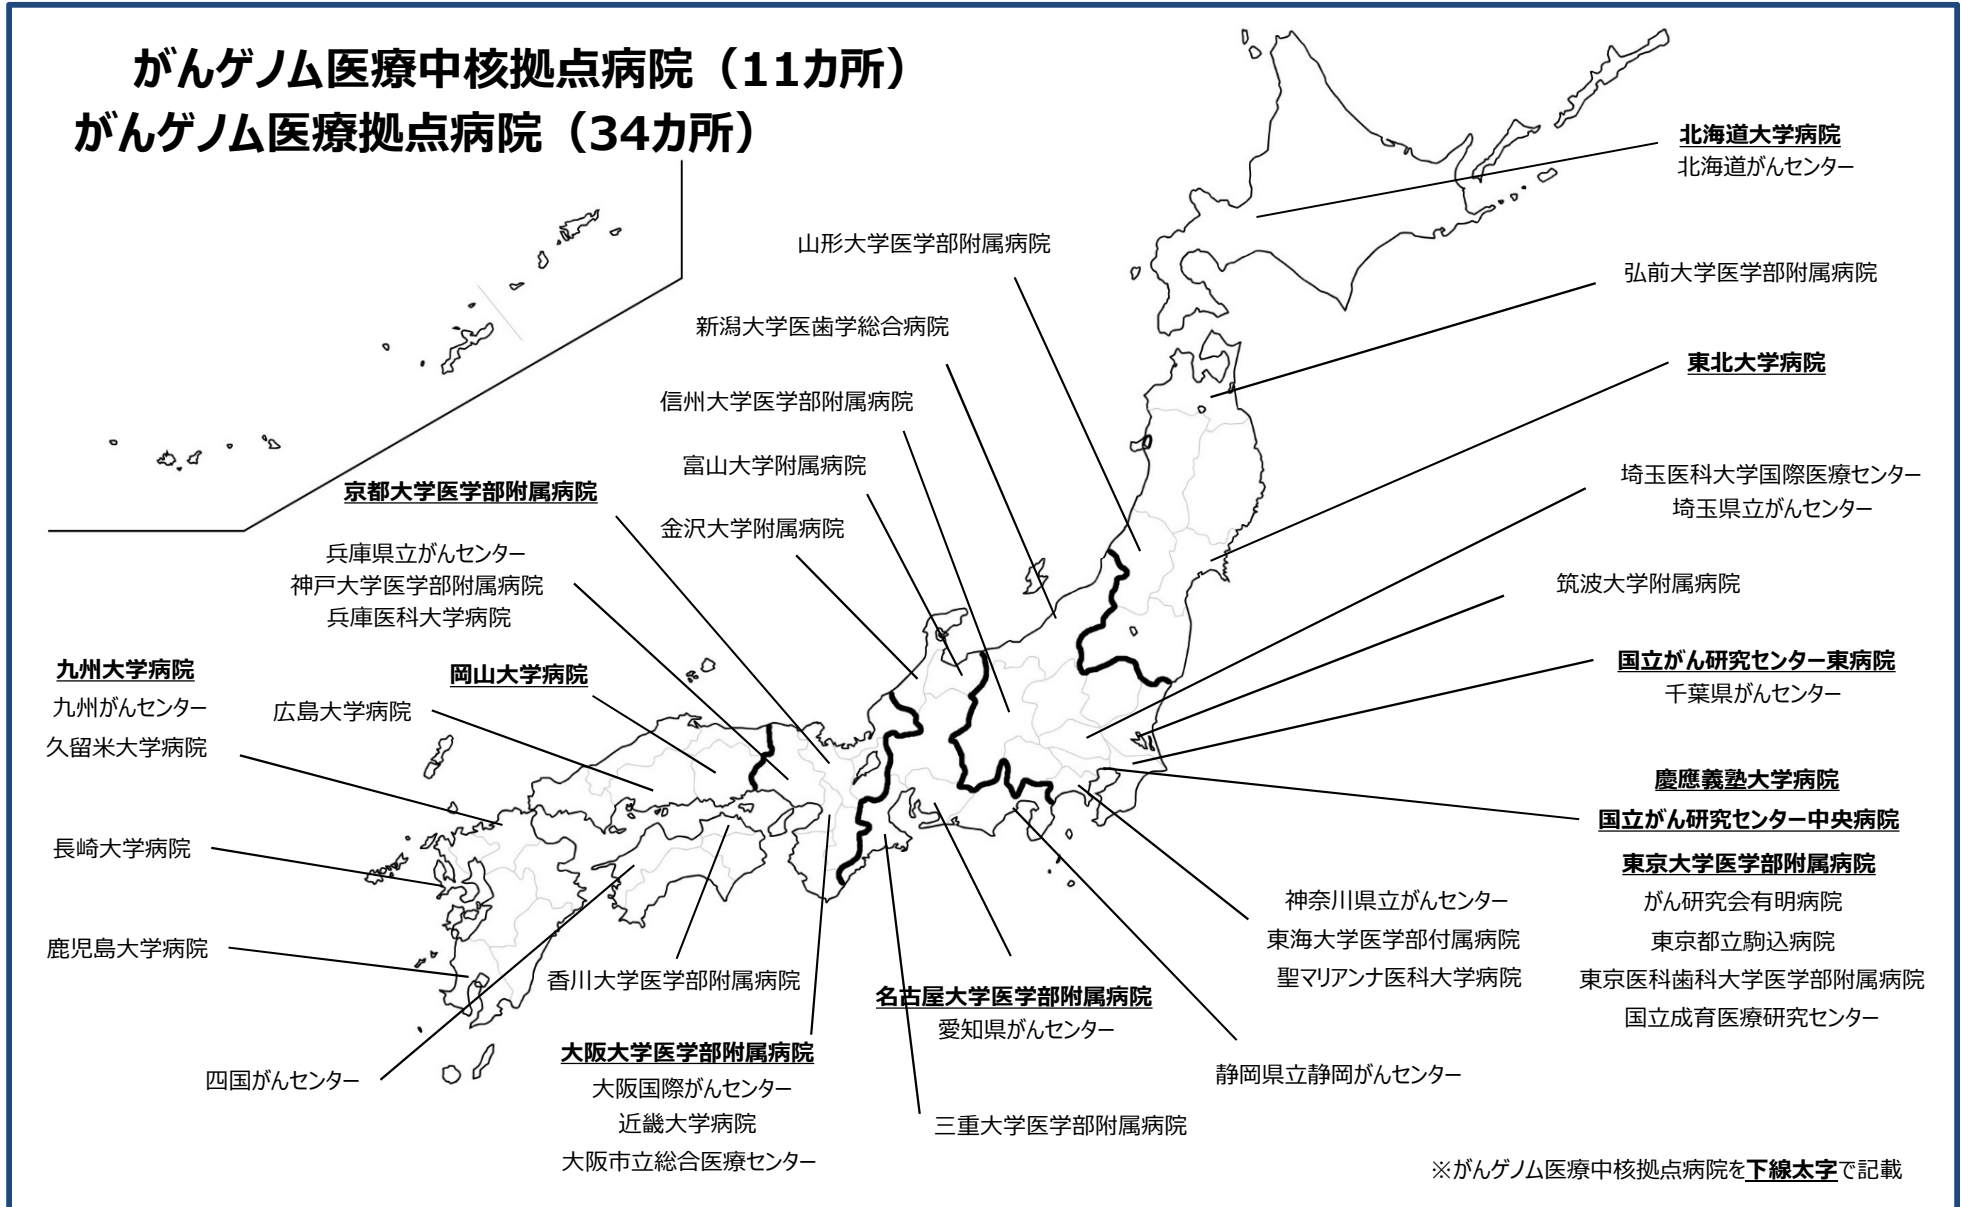 がんゲノム医療中核拠点病院（11カ所）
がんゲノム医療拠点病院（34カ所）
北海道大学病院
北海道がんセンター
山形大学医学部附属病院
弘前大学医学部附属病院
新潟大学医歯学総合病院
東北大学病院
信州大学医学部附属病院
富山大学附属病院
埼玉医科大学国際医療センター
埼玉県立がんセンター
京都大学医学部附属病院
金沢大学附属病院
兵庫県立がんセンター
神戸大学医学部附属病院
兵庫医科大学病院
筑波大学附属病院
九州大学病院
九州がんセンター
久留米大学病院
岡山大学病院
広島大学病院
国立がん研究センター東病院
千葉県がんセンター
慶應義塾大学病院
国立がん研究センター中央病院
東京大学医学部附属病院
がん研究会有明病院
東京都立駒込病院
東京医科歯科大学医学部附属病院
国立成育医療研究センター
長崎大学病院
鹿児島大学病院
神奈川県立がんセンター
東海大学医学部付属病院
聖マリアンナ医科大学病院
香川大学医学部附属病院
名古屋大学医学部附属病院
愛知県がんセンター
四国がんセンター
大阪大学医学部附属病院
大阪国際がんセンター
近畿大学病院
大阪市立総合医療センター
静岡県立静岡がんセンター
三重大学医学部附属病院
※がんゲノム医療中核拠点病院を下線太字で記載